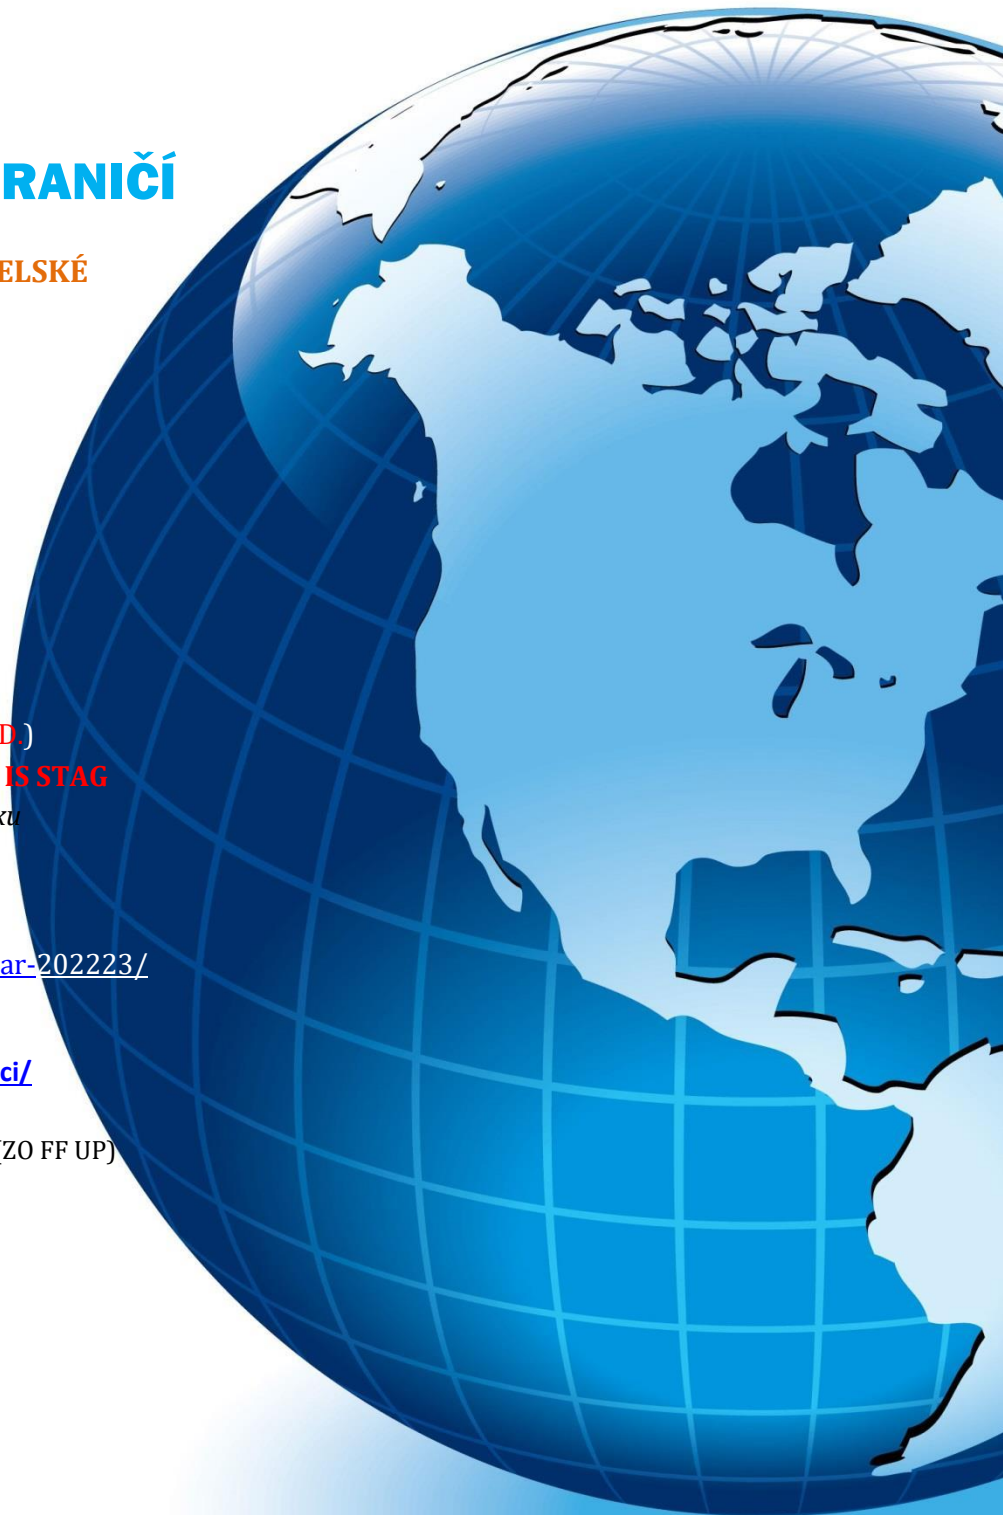 RANIČÍ
ELSKÉ
D.)
IS STAG
ku
ar-202223/
ci/
(ZO FF UP)